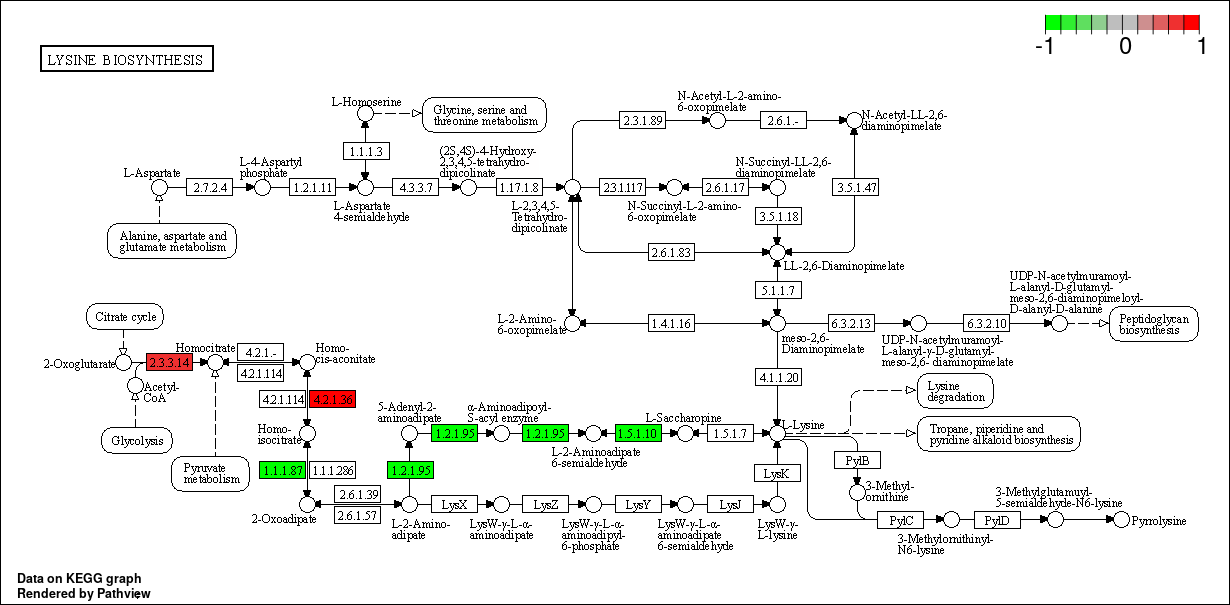 -1 0 1
LYSINE BIOSYNTHESIS
L-Homoserine
Glycine, serine and
threonine metabolism
N-Acetyl-L-2-amino-
6-oxopimelate
2.3.1.89
2.6.1.-
N-Acetyl-LL-2,6-
diaminopimelate
1.1.1.3
L-Aspartate
L-4-Aspartyl
phosphate
(2S,4S)-4-Hydroxy-
2,3,4,5-tetrahydro-
dipicolinate
N-Succinyl-LL-2,6-
diaminopimelate
2.7.2.4
1.2.1.11
4.3.3.7
1.17.1.8
2.3.1.117
2.6.1.17
3.5.1.47
L-Aspartate
4-semialdehyde
L-2,3,4,5-
Tetrahydro-
dipicolinate
N-Succinyl-L-2-amino-
6-oxopimelate
3.5.1.18
Alanine, aspartate and
glutamate metabolism
2.6.1.83
LL-2,6-Diaminopimelate
5.1.1.7
UDP-N-acetylmuramoyl-
L-alanyl-D-glutamyl-
meso-2,6-diaminopimeloyl-
D-alanyl-D-alanine
Citrate cycle
L-2-Amino-
6-oxopimelate
1.4.1.16
6.3.2.13
6.3.2.10
Peptidoglycan
biosynthesis
meso-2,6-
Diaminopimelate
UDP-N-acetylmuramoyl-
L-alanyl-γ-D-glutamyl-
meso-2,6- diaminopimelate
2-Oxoglutarate
2.3.3.14
Homocitrate
4.2.1.-
4.2.1.114
Homo-
cis-aconitate
4.1.1.20
Acetyl-
CoA
4.2.1.114
4.2.1.36
Lysine
degradation
Glycolysis
Homo-
isocitrate
5-Adenyl-2-
aminoadipate
α-Aminoadipoyl-
S-acyl enzyme
L-Saccharopine
1.2.1.95
1.2.1.95
1.5.1.10
1.5.1.7
L-Lysine
Tropane, piperidine and
pyridine alkaloid biosynthesis
L-2-Aminoadipate
6-semialdehyde
Pyruvate
metabolism
1.1.1.87
1.1.1.286
1.2.1.95
LysK
PylB
2.6.1.39
2.6.1.57
3-Methyl-
ornithine
2-Oxoadipate
L-2-Amino-
adipate
LysX
LysZ
LysY
LysJ
LysW-γ-L-α-
aminoadipate
LysW-γ-L-α-
aminoadipyl-
6-phosphate
LysW-γ-L-α-
aminoadipate
6-semialdehyde
LysW-γ-
L-lysine
PylC
PylD
3-Methylglutamuyl-
5-semialdehyde-N6-lysine
Pyrrolysine
3-Methylornithinyl-
N6-lysine
Data on KEGG graph
Rendered by Pathview